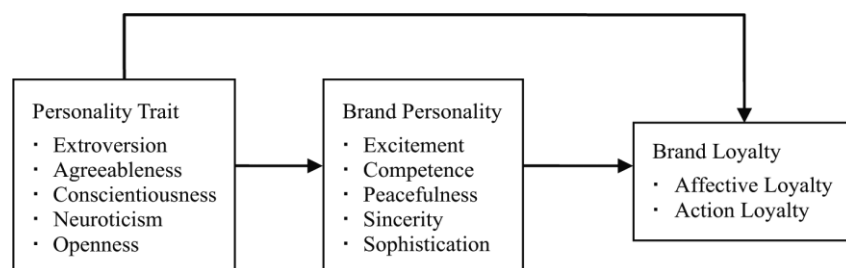 Personality Trait
· Extroversion
· Agreeableness
· Conscientiousness
· Neuroticism
· Openness
Brand Personality
· Excitement
· Competence
· Peacefulness
· Sincerity
· Sophistication
Brand Loyalty
· Affective Loyalty
· Action Loyalty